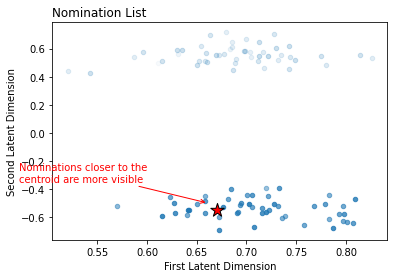 Nomination List
0.6
0.4
0.2
0.0
−0.2
−0.4
−0.6
Second Latent Dimension
Nominations closer to the
centroid are more visible
0.55
0.60
0.65
0.70
0.75
0.80
First Latent Dimension